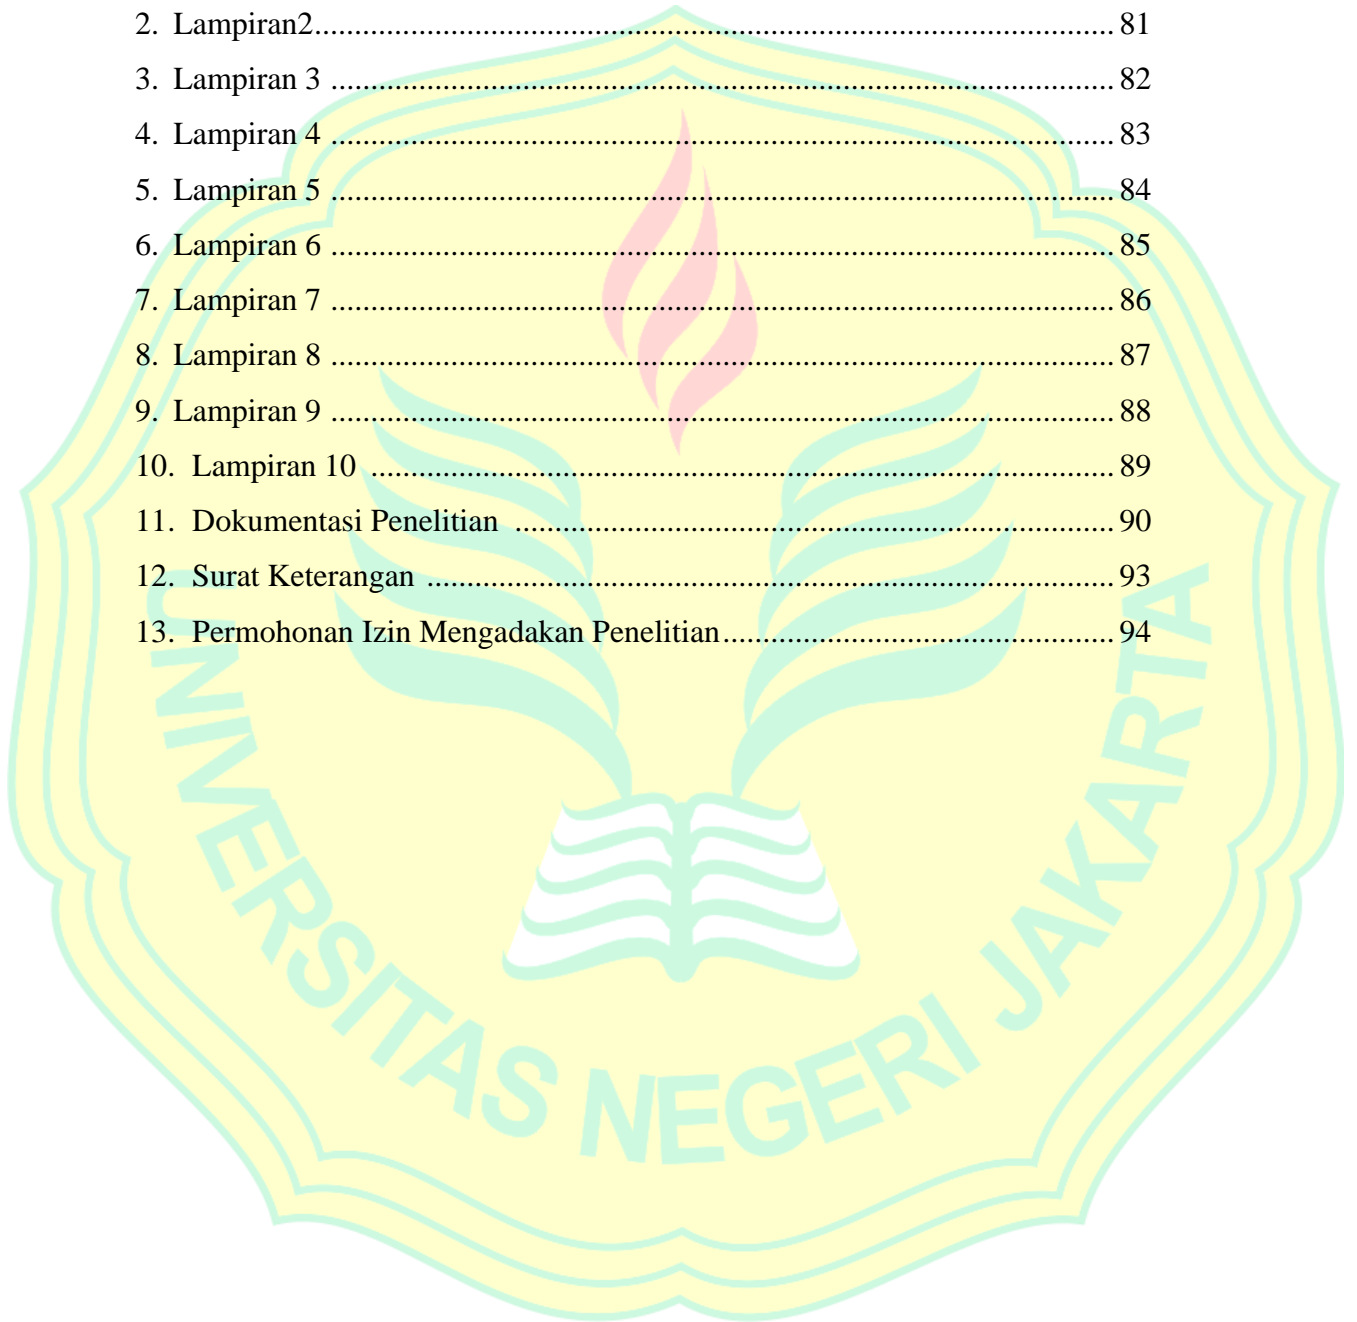 2. Lampiran2.................................................................................................. 81
3. Lampiran 3 ................................................................................................ 82
4. Lampiran 4 ................................................................................................ 83
5. Lampiran 5 ................................................................................................ 84
6. Lampiran 6 ................................................................................................ 85
7. Lampiran 7 ................................................................................................ 86
8. Lampiran 8 ................................................................................................ 87
9. Lampiran 9 ................................................................................................ 88
10. Lampiran 10 ........................................................................................... 89
11. Dokumentasi Penelitian ......................................................................... 90
12. Surat Keterangan .................................................................................... 93
13. Permohonan Izin Mengadakan Penelitian................................................ 94
UNIVERSITAS NEGERI JAKARTA